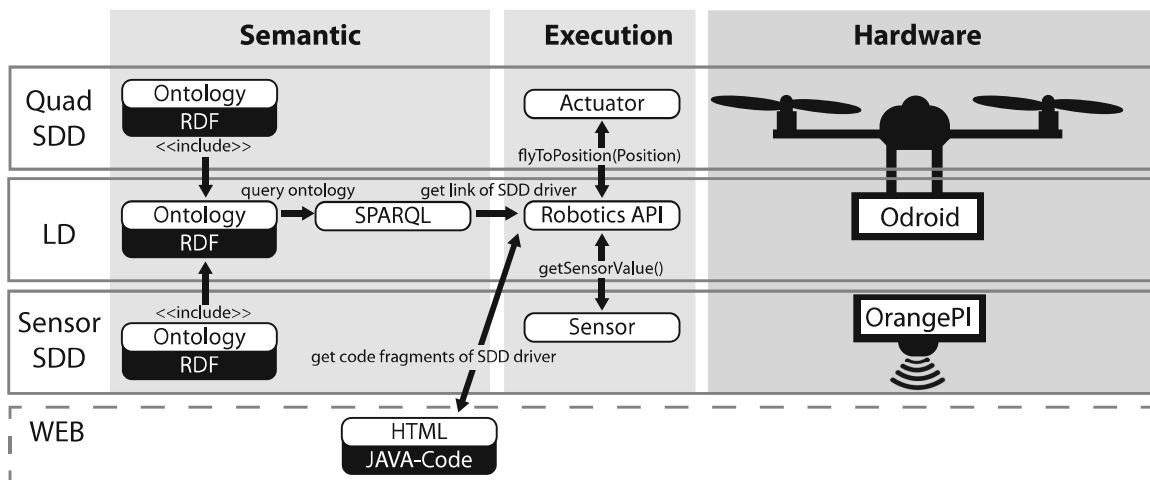 Semantic
Execution
Hardware
Quad
SDD
Ontology
RDF
<<include>>
Actuator
flyToPosition(Position)
LD
query ontology
get link of SDD driver
Ontology
RDF
SPARQL
Robotics API
Odroid
getSensorValue()
Sensor
SDD
<<include>>
Ontology
RDF
Sensor
OrangePI
get code fragments of SDD driver
WEB
HTML
JAVA-Code